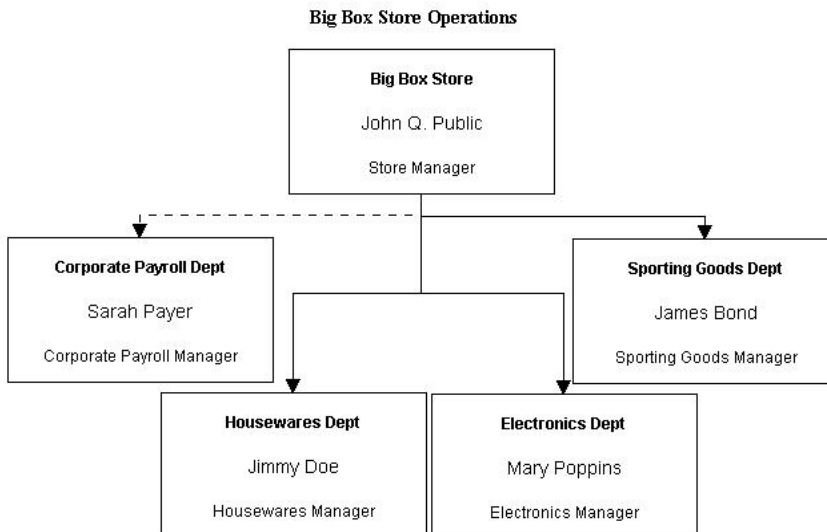 Big Box Store Operations
Big Box Store
John Q. Public
Store Manager
Corporate Payroll Dept
Sarah Payer
Corporate Payroll Manager
Sporting Goods Dept
James Bond
Sporting Goods Manager
Housewares Dept
Jimmy Doe
Housewares Manager
Electronics Dept
Mary Poppins
Electronics Manager